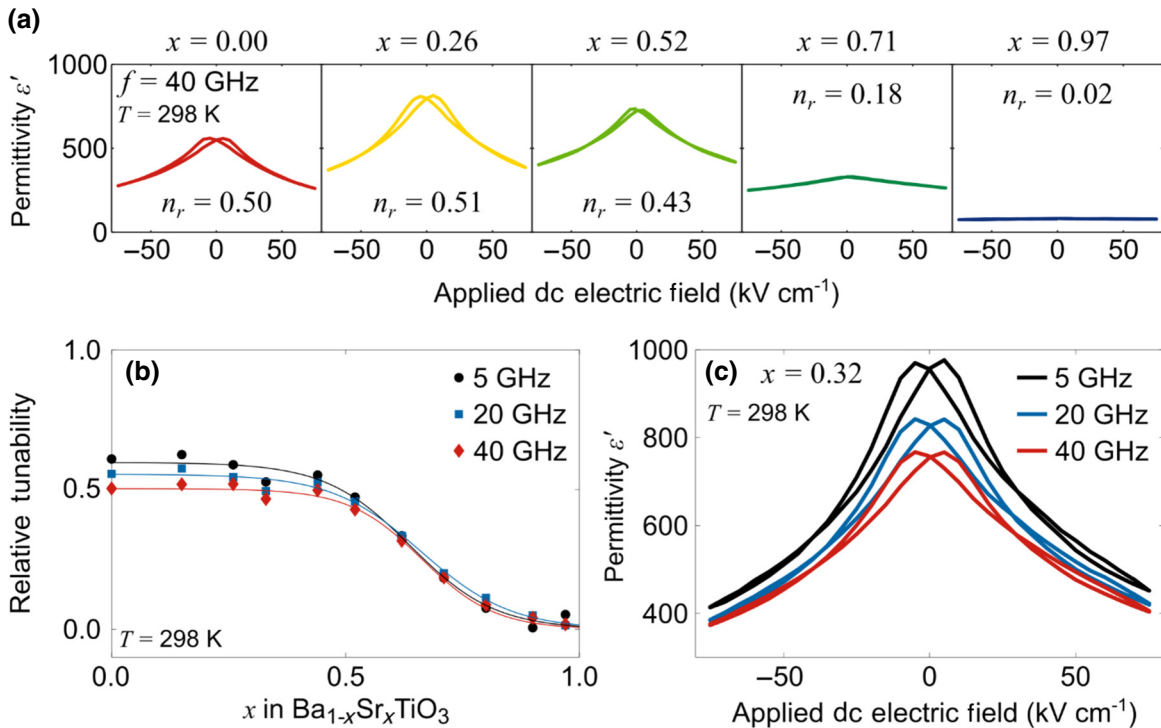 (a)
x = 0.00 x = 0.26 x = 0.52 x = 0.71 x = 0.97
Permittivity ε′
1000
500
0
f = 40 GHz
T = 298 K
n_r = 0.50
n_r = 0.51
n_r = 0.43
n_r = 0.18
n_r = 0.02
−50 0 50 −50 0 50 −50 0 50 −50 0 50 −50 0 50
Applied dc electric field (kV cm⁻¹)
(b)
Relative tunability
1.0
0.5
0.0
5 GHz
20 GHz
40 GHz
T = 298 K
0.0 0.5 1.0
x in Ba₁₋ₓSrₓTiO₃
(c)
Permittivity ε′
1000
800
600
400
x = 0.32
T = 298 K
5 GHz
20 GHz
40 GHz
−50 0 50
Applied dc electric field (kV cm⁻¹)